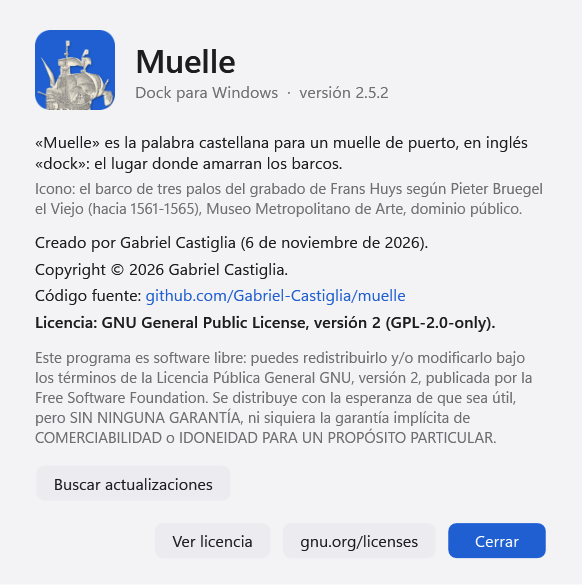 Muelle
Dock para Windows · versión 2.5.2
«Muelle» es la palabra castellana para un muelle de puerto, en inglés
«dock»: el lugar donde amarran los barcos.
Icono: el barco de tres palos del grabado de Frans Huys según Pieter Bruegel
el Viejo (hacia 1561-1565), Museo Metropolitano de Arte, dominio público.
Creado por Gabriel Castiglia (6 de noviembre de 2026).
Copyright © 2026 Gabriel Castiglia.
Código fuente: github.com/Gabriel-Castiglia/muelle
Licencia: GNU General Public License, versión 2 (GPL-2.0-only).
Este programa es software libre: puedes redistribuirlo y/o modificarlo bajo
los términos de la Licencia Pública General GNU, versión 2, publicada por la
Free Software Foundation. Se distribuye con la esperanza de que sea útil,
pero SIN NINGUNA GARANTÍA, ni siquiera la garantía implícita de
COMERCIABILIDAD o IDONEIDAD PARA UN PROPÓSITO PARTICULAR.
Buscar actualizaciones
Ver licencia
gnu.org/licenses
Cerrar